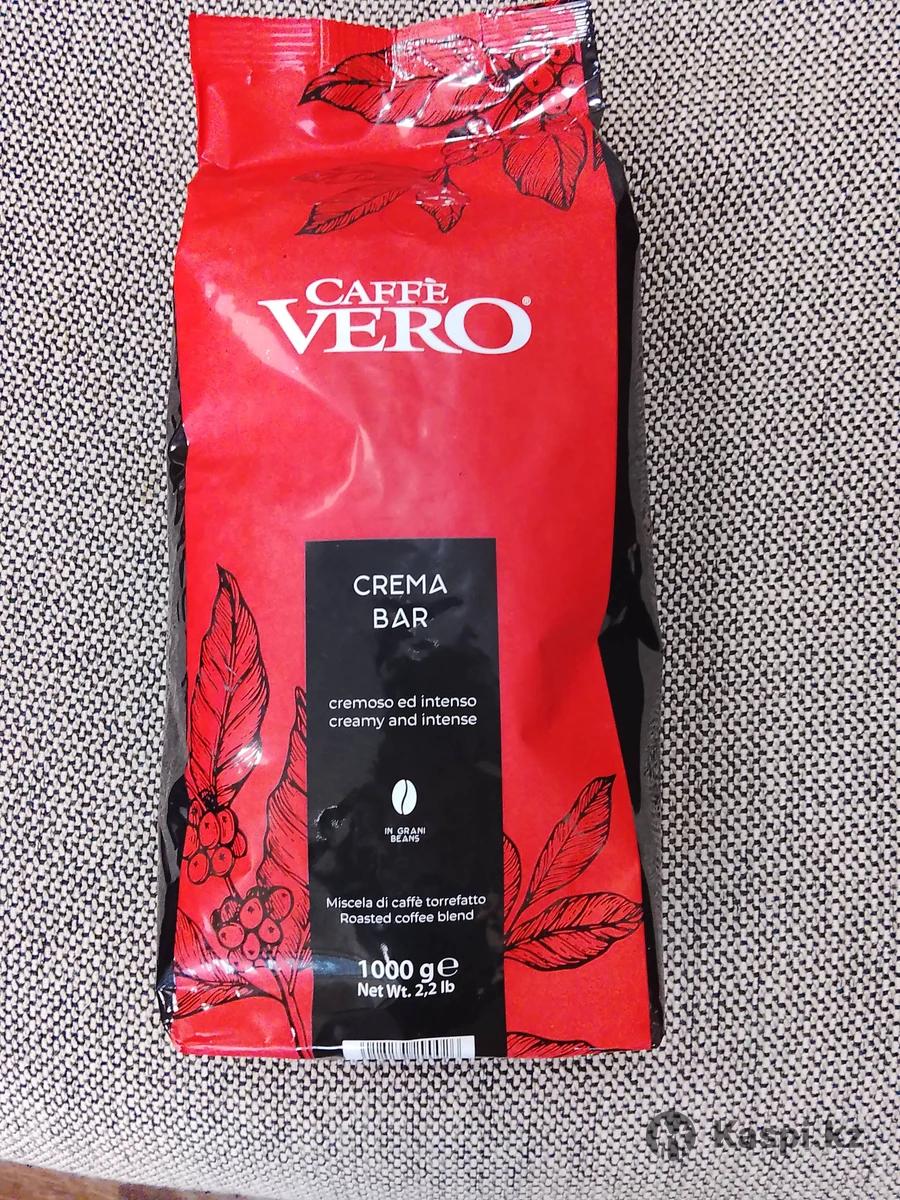 CAFFÈ
VERO®
CREMA
BAR
cremoso ed intenso
creamy and intense
IN GRANI
BEANS
Miscela di caffè torrefatto
Roasted coffee blend
1000 g e
Net Wt. 2,2 lb
Kaspi.kz